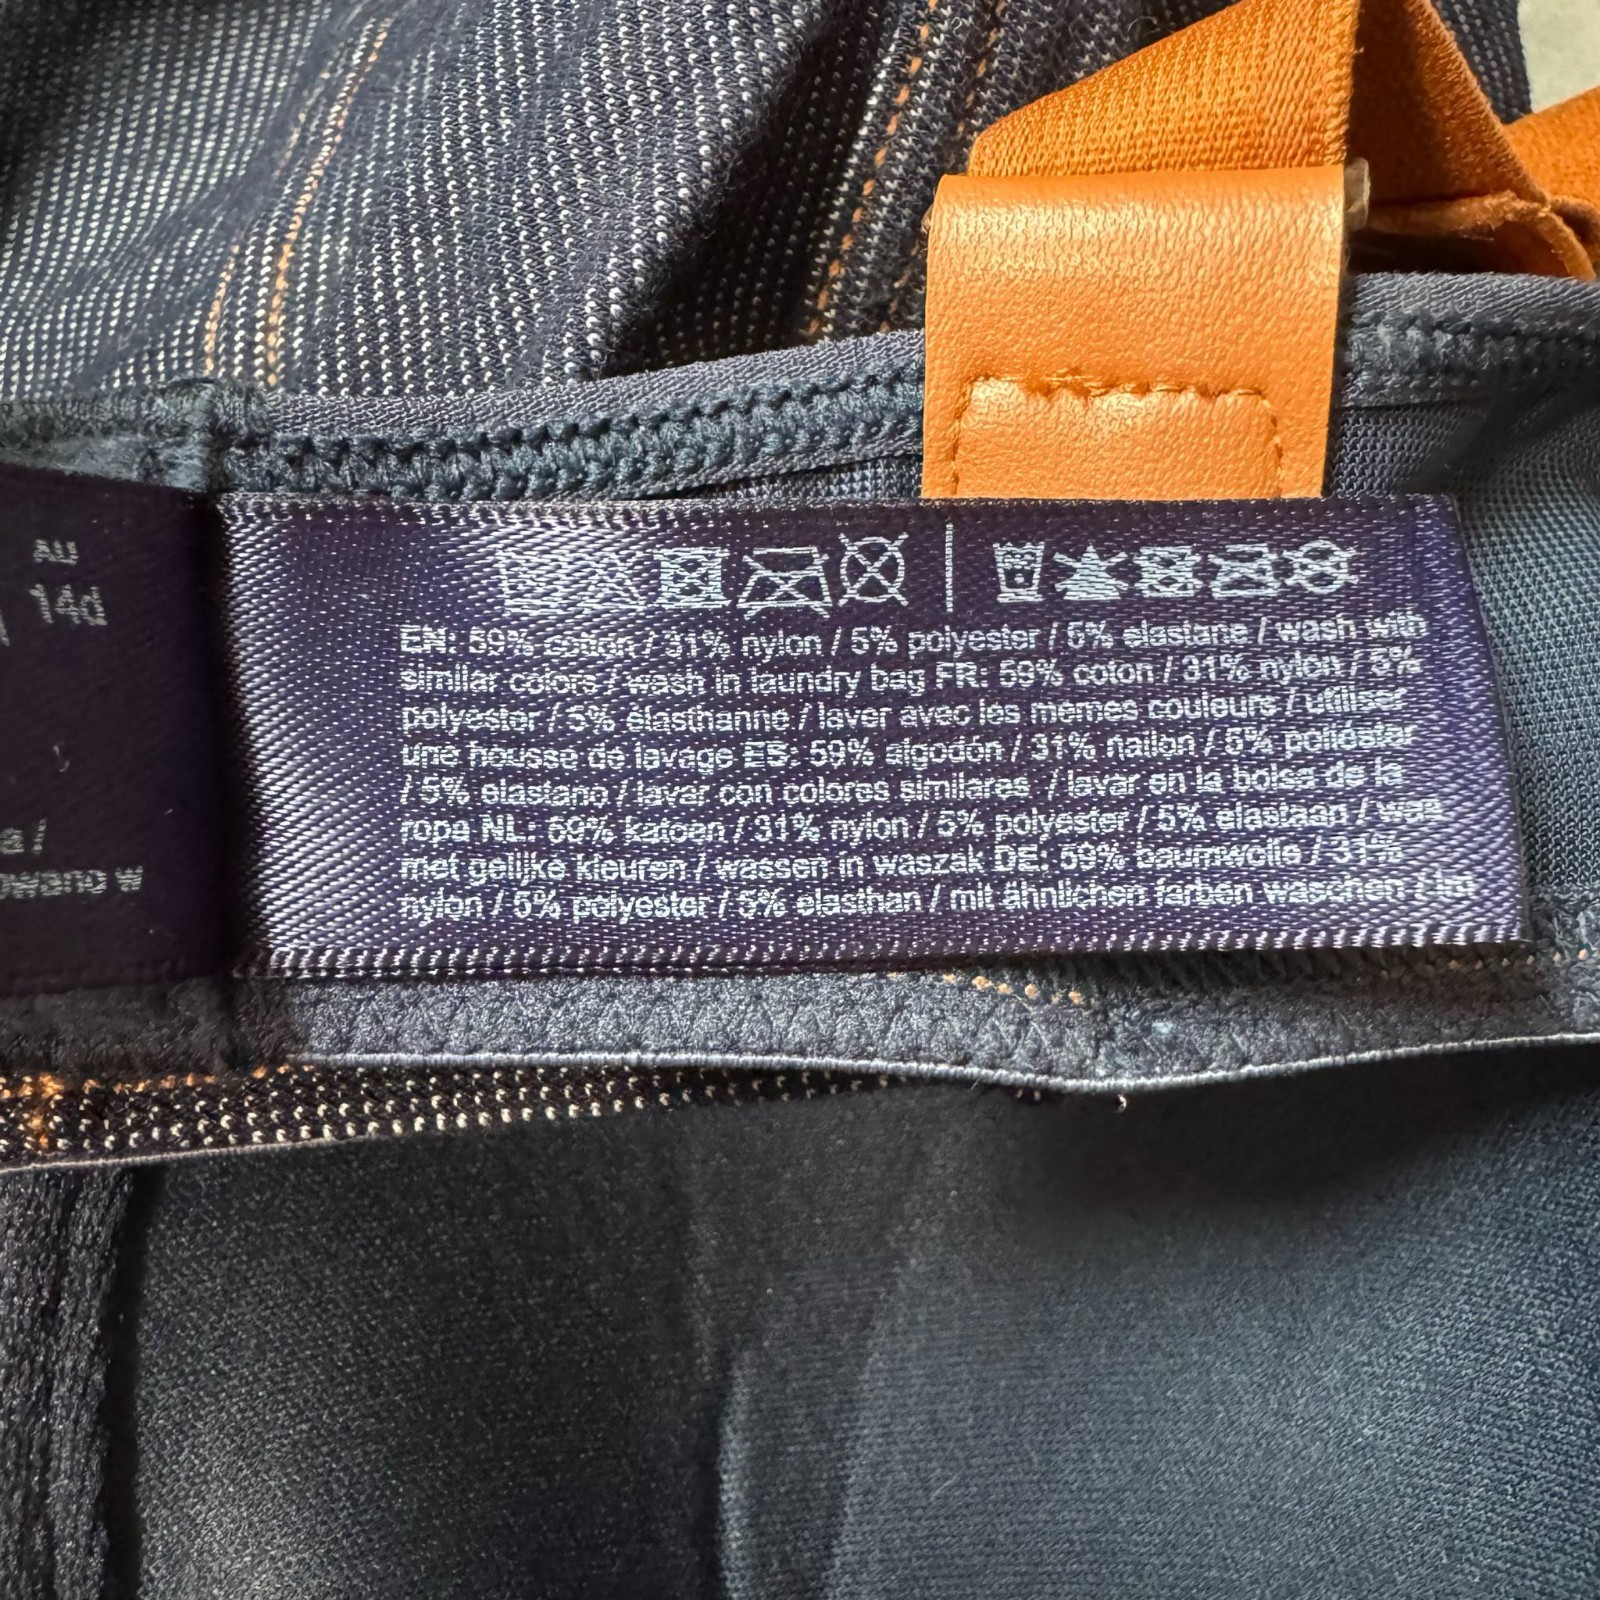 AU
14d
a /
owano w
EN: 59% cotton / 31% nylon / 5% polyester / 5% elastane / wash with
similar colors / wash in laundry bag FR: 59% coton / 31% nylon / 5%
polyester / 5% élasthanne / laver avec les mêmes couleurs / utiliser
une housse de lavage ES: 59% algodón / 31% nailon / 5% poliéster
/ 5% elastano / lavar con colores similares / lavar en la bolsa de la
ropa NL: 59% katoen / 31% nylon / 5% polyester / 5% elastaan / was
met gelijke kleuren / wassen in waszak DE: 59% baumwolle / 31%
nylon / 5% polyester / 5% elasthan / mit ähnlichen farben waschen / im